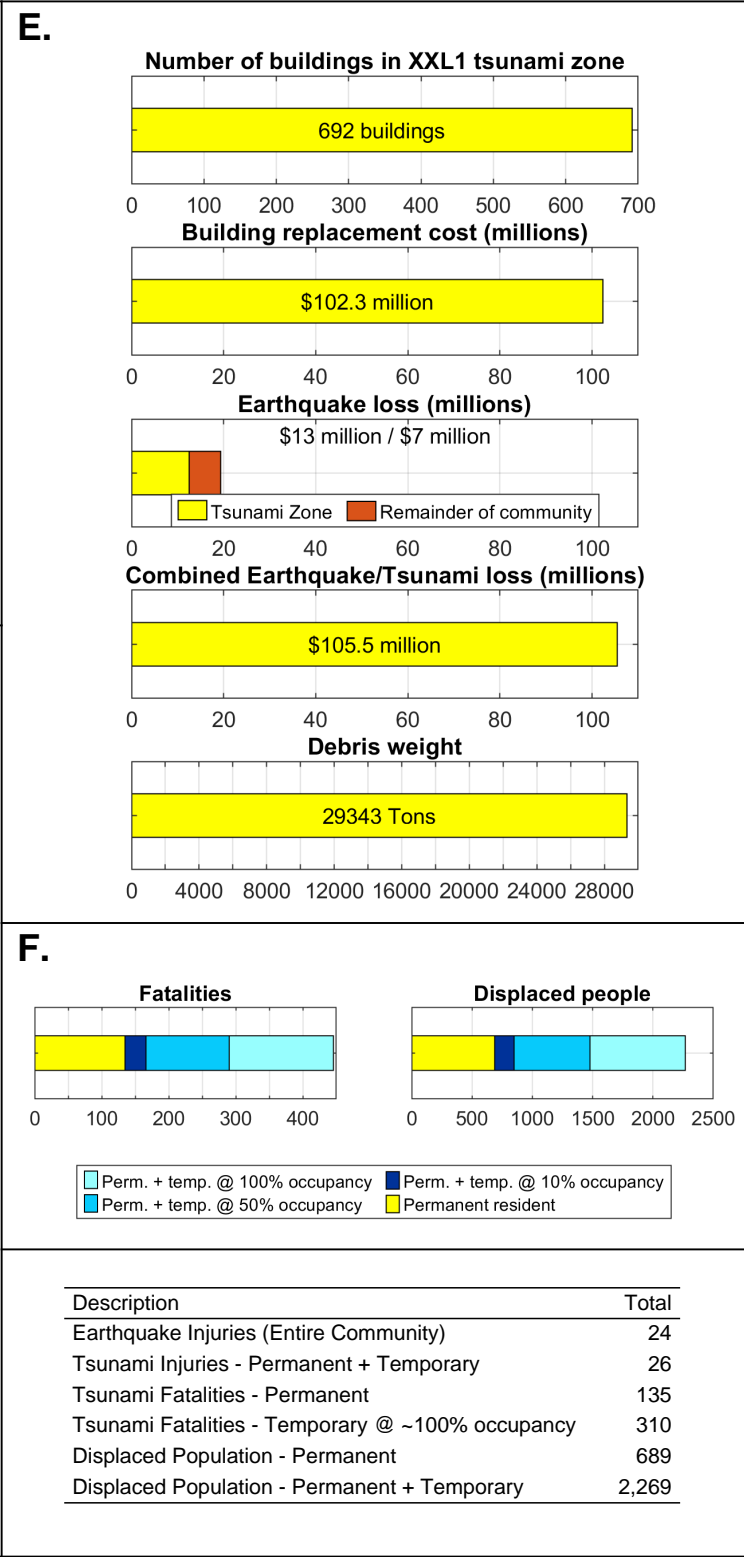 E.
Number of buildings in XXL1 tsunami zone
692 buildings
0 100 200 300 400 500 600 700
Building replacement cost (millions)
$102.3 million
0 20 40 60 80 100
Earthquake loss (millions)
$13 million / $7 million
Tsunami Zone Remainder of community
0 20 40 60 80 100
Combined Earthquake/Tsunami loss (millions)
$105.5 million
0 20 40 60 80 100
Debris weight
29343 Tons
0 4000 8000 12000 16000 20000 24000 28000
F.
Fatalities
0 100 200 300 400
Displaced people
0 500 1000 1500 2000 2500
Perm. + temp. @ 100% occupancy Perm. + temp. @ 10% occupancy
Perm. + temp. @ 50% occupancy Permanent resident
Description Total
Earthquake Injuries (Entire Community) 24
Tsunami Injuries - Permanent + Temporary 26
Tsunami Fatalities - Permanent 135
Tsunami Fatalities - Temporary @ ~100% occupancy 310
Displaced Population - Permanent 689
Displaced Population - Permanent + Temporary 2,269